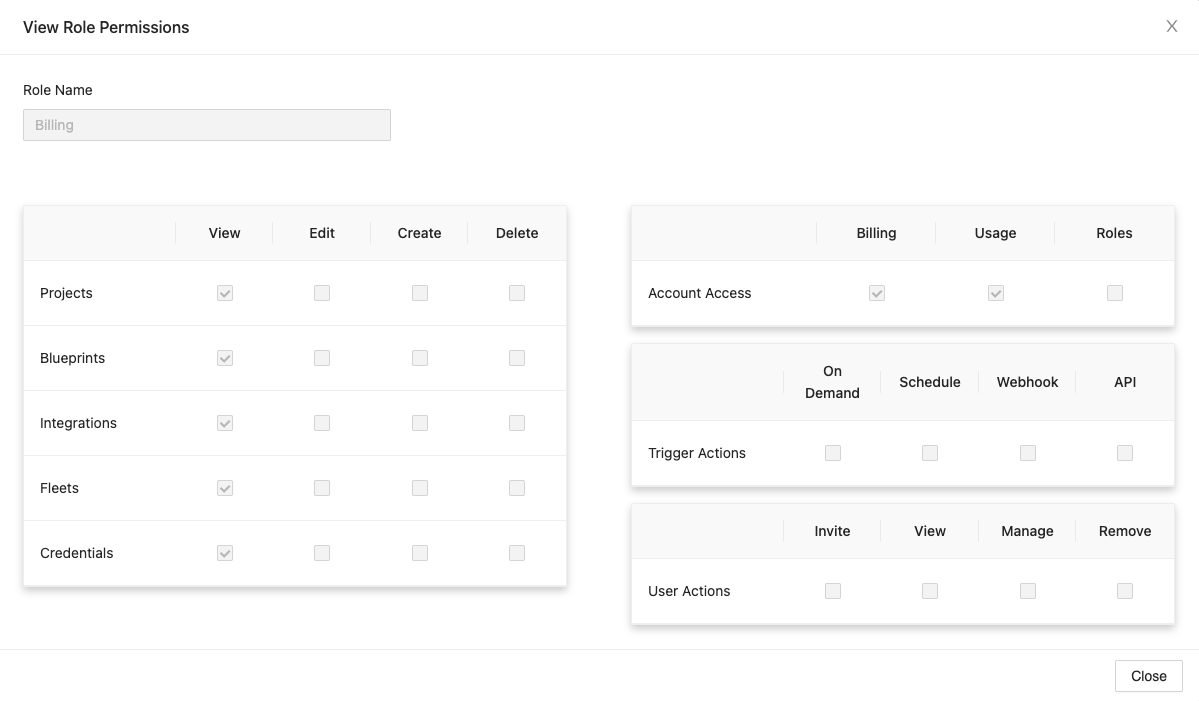 View Role Permissions
Role Name
Billing
View Edit Create Delete
Projects
Blueprints
Integrations
Fleets
Credentials
Billing Usage Roles
Account Access
On
Demand Schedule Webhook API
Trigger Actions
Invite View Manage Remove
User Actions
Close